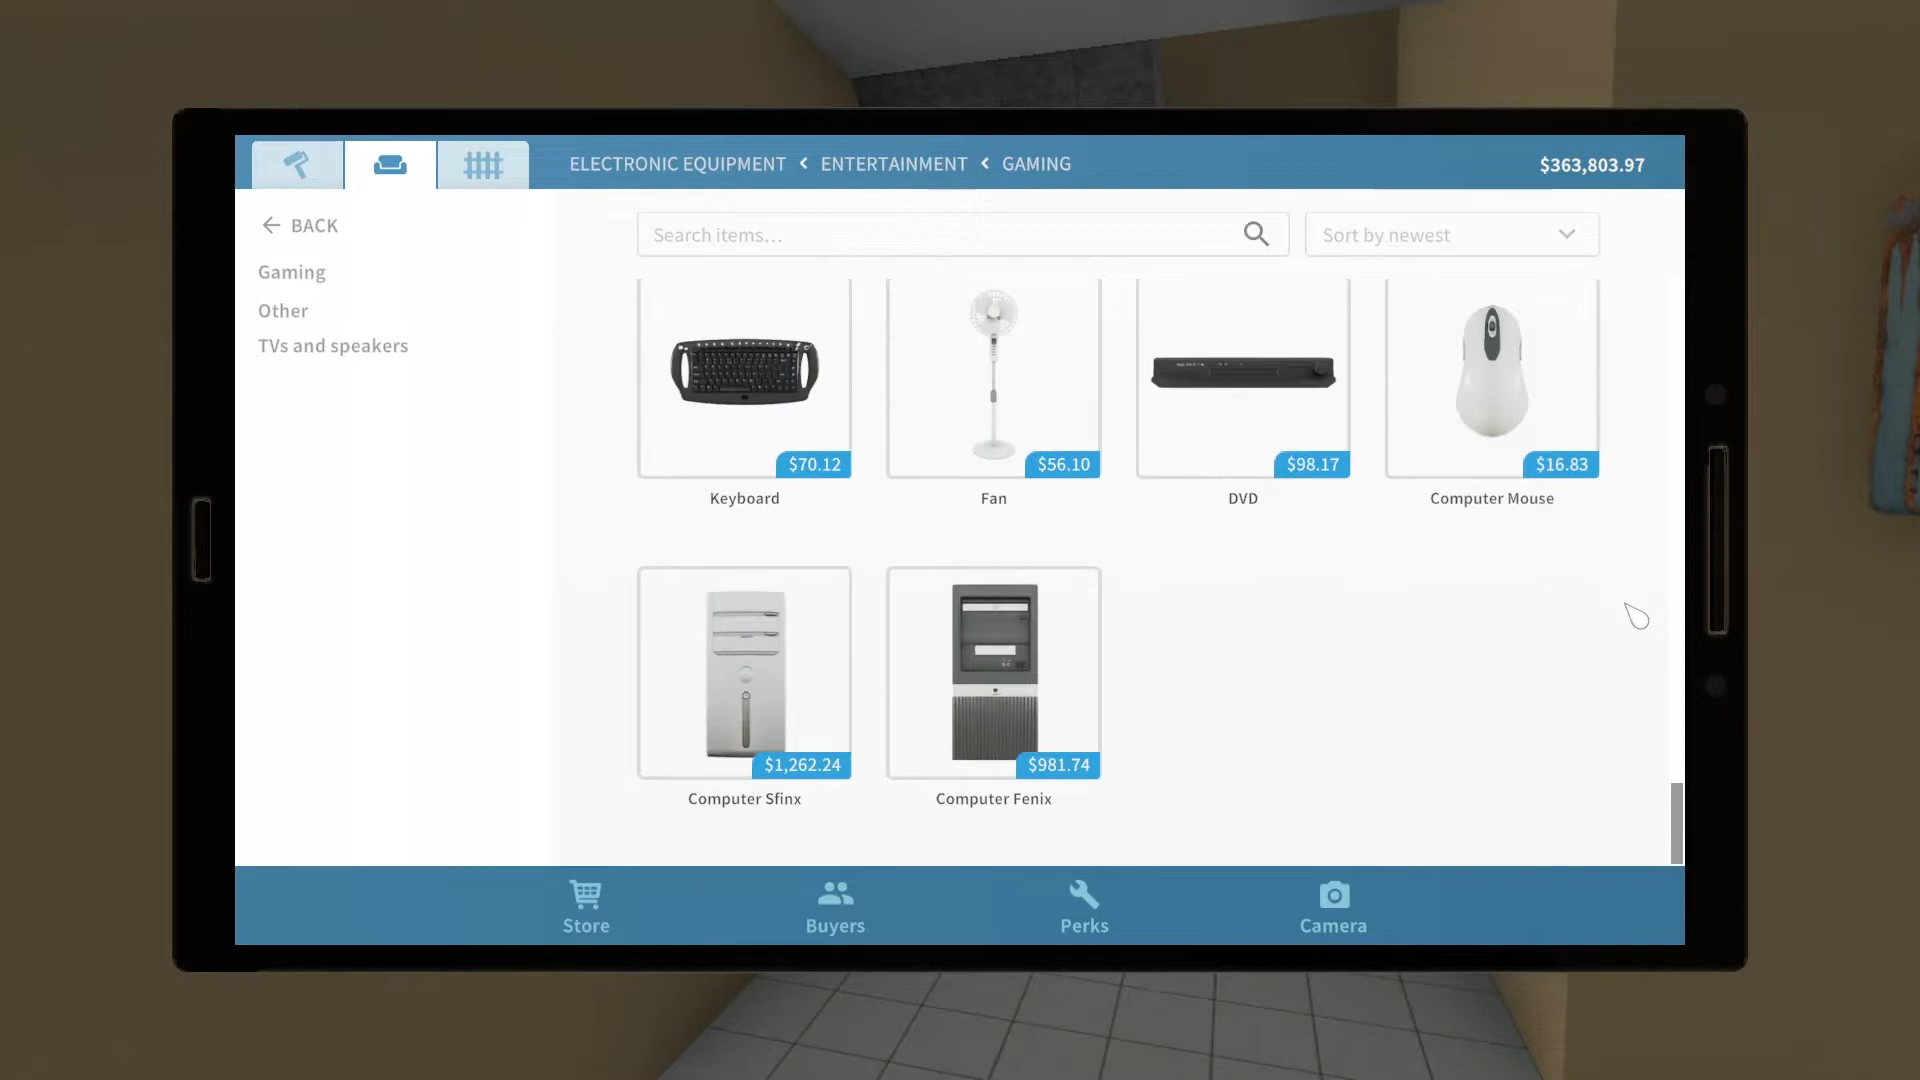 ELECTRONIC EQUIPMENT < ENTERTAINMENT < GAMING
$363,803.97
BACK
Gaming
Other
TVs and speakers
Search items...
Sort by newest
$70.12
$56.10
$98.17
$16.83
Keyboard
Fan
DVD
Computer Mouse
$1,262.24
$981.74
Computer Sfinx
Computer Fenix
Store
Buyers
Perks
Camera